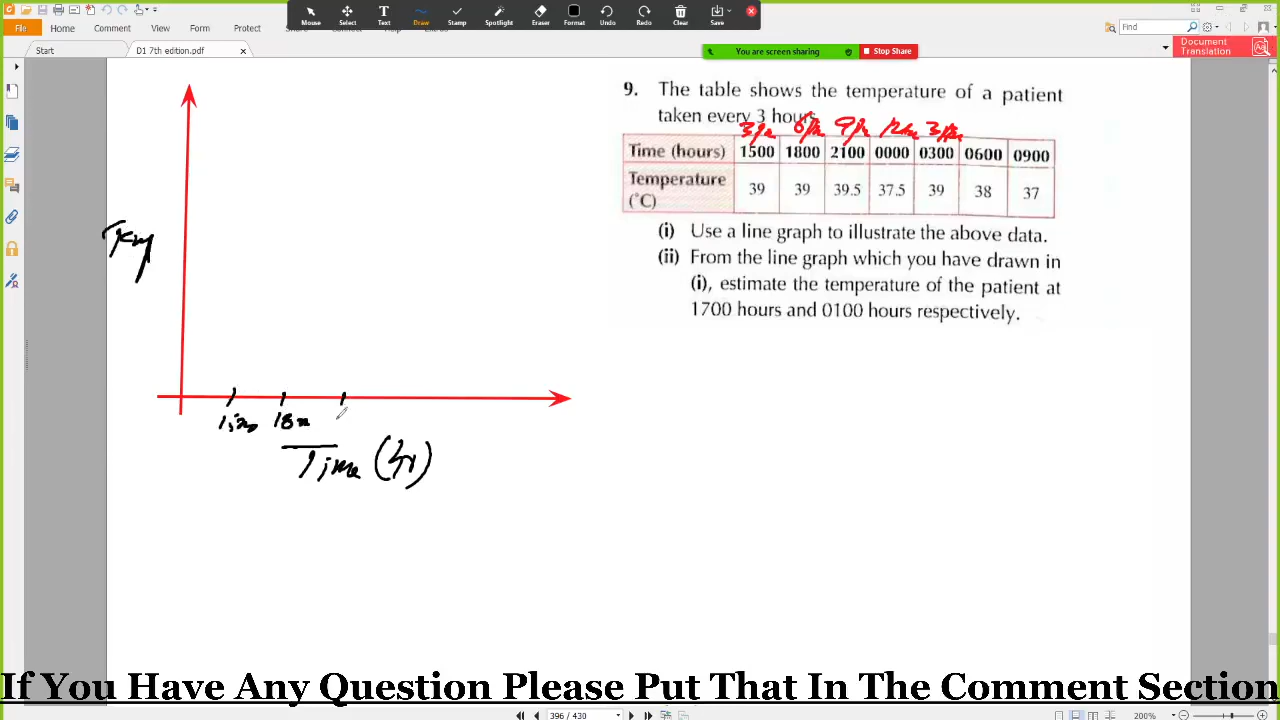 Mouse Select Text Draw Stamp Spotlight Eraser Format Undo Redo Clear Save
File Home Comment View Form Protect
Find
Start D1 7th edition.pdf
You are screen sharing Stop Share
Document Translation
9. The table shows the temperature of a patient
taken every 3 hours.
Time (hours) 1500 1800 2100 0000 0300 0600 0900
Temperature (˚C) 39 39 39.5 37.5 39 38 37
(i) Use a line graph to illustrate the above data.
(ii) From the line graph which you have drawn in
(i), estimate the temperature of the patient at
1700 hours and 0100 hours respectively.
Time (hr)
If You Have Any Question Please Put That In The Comment Section
396 / 430
200%